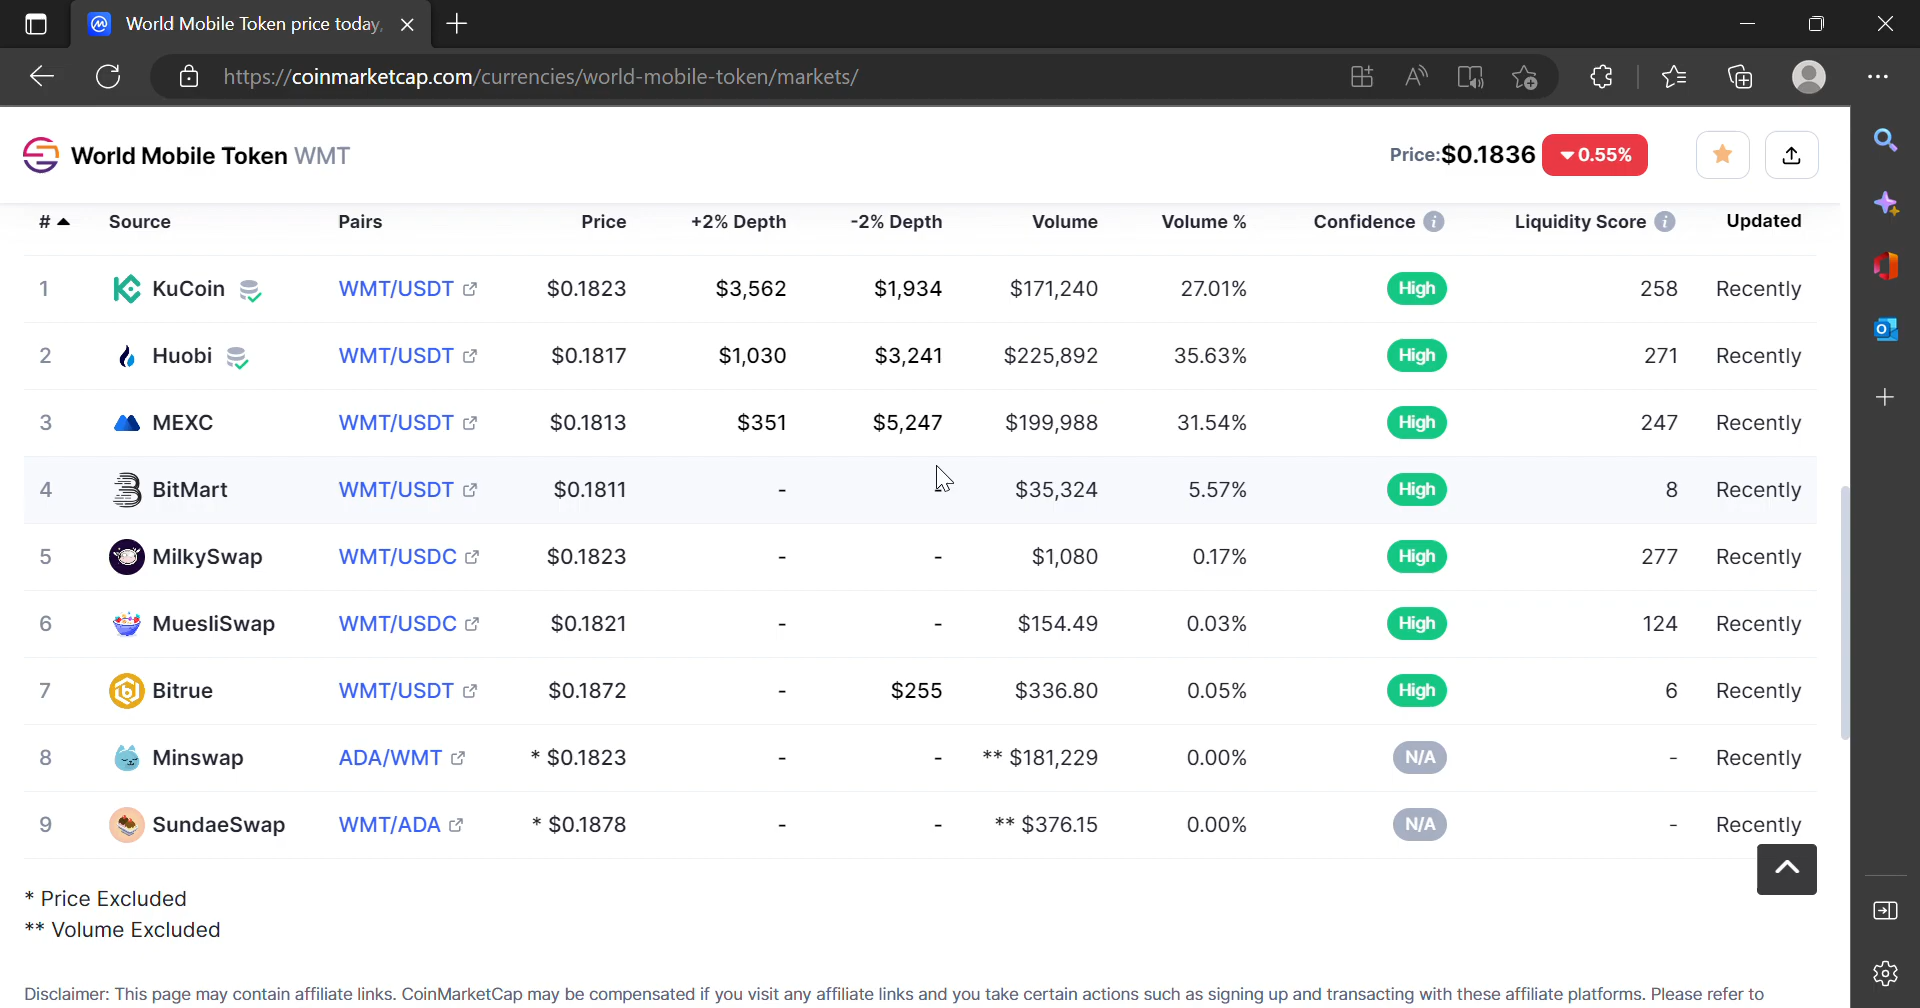 World Mobile Token price today,
https://coinmarketcap.com/currencies/world-mobile-token/markets/
World Mobile Token WMT Price:$0.1836 0.55%
# Source Pairs Price +2% Depth -2% Depth Volume Volume % Confidence Liquidity Score Updated
1 KuCoin WMT/USDT $0.1823 $3,562 $1,934 $171,240 27.01% High 258 Recently
2 Huobi WMT/USDT $0.1817 $1,030 $3,241 $225,892 35.63% High 271 Recently
3 MEXC WMT/USDT $0.1813 $351 $5,247 $199,988 31.54% High 247 Recently
4 BitMart WMT/USDT $0.1811 - - $35,324 5.57% High 8 Recently
5 MilkySwap WMT/USDC $0.1823 - - $1,080 0.17% High 277 Recently
6 MuesliSwap WMT/USDC $0.1821 - - $154.49 0.03% High 124 Recently
7 Bitrue WMT/USDT $0.1872 - $255 $336.80 0.05% High 6 Recently
8 Minswap ADA/WMT * $0.1823 - - ** $181,229 0.00% N/A - Recently
9 SundaeSwap WMT/ADA * $0.1878 - - ** $376.15 0.00% N/A - Recently
* Price Excluded
** Volume Excluded
Disclaimer: This page may contain affiliate links. CoinMarketCap may be compensated if you visit any affiliate links and you take certain actions such as signing up and transacting with these affiliate platforms. Please refer to